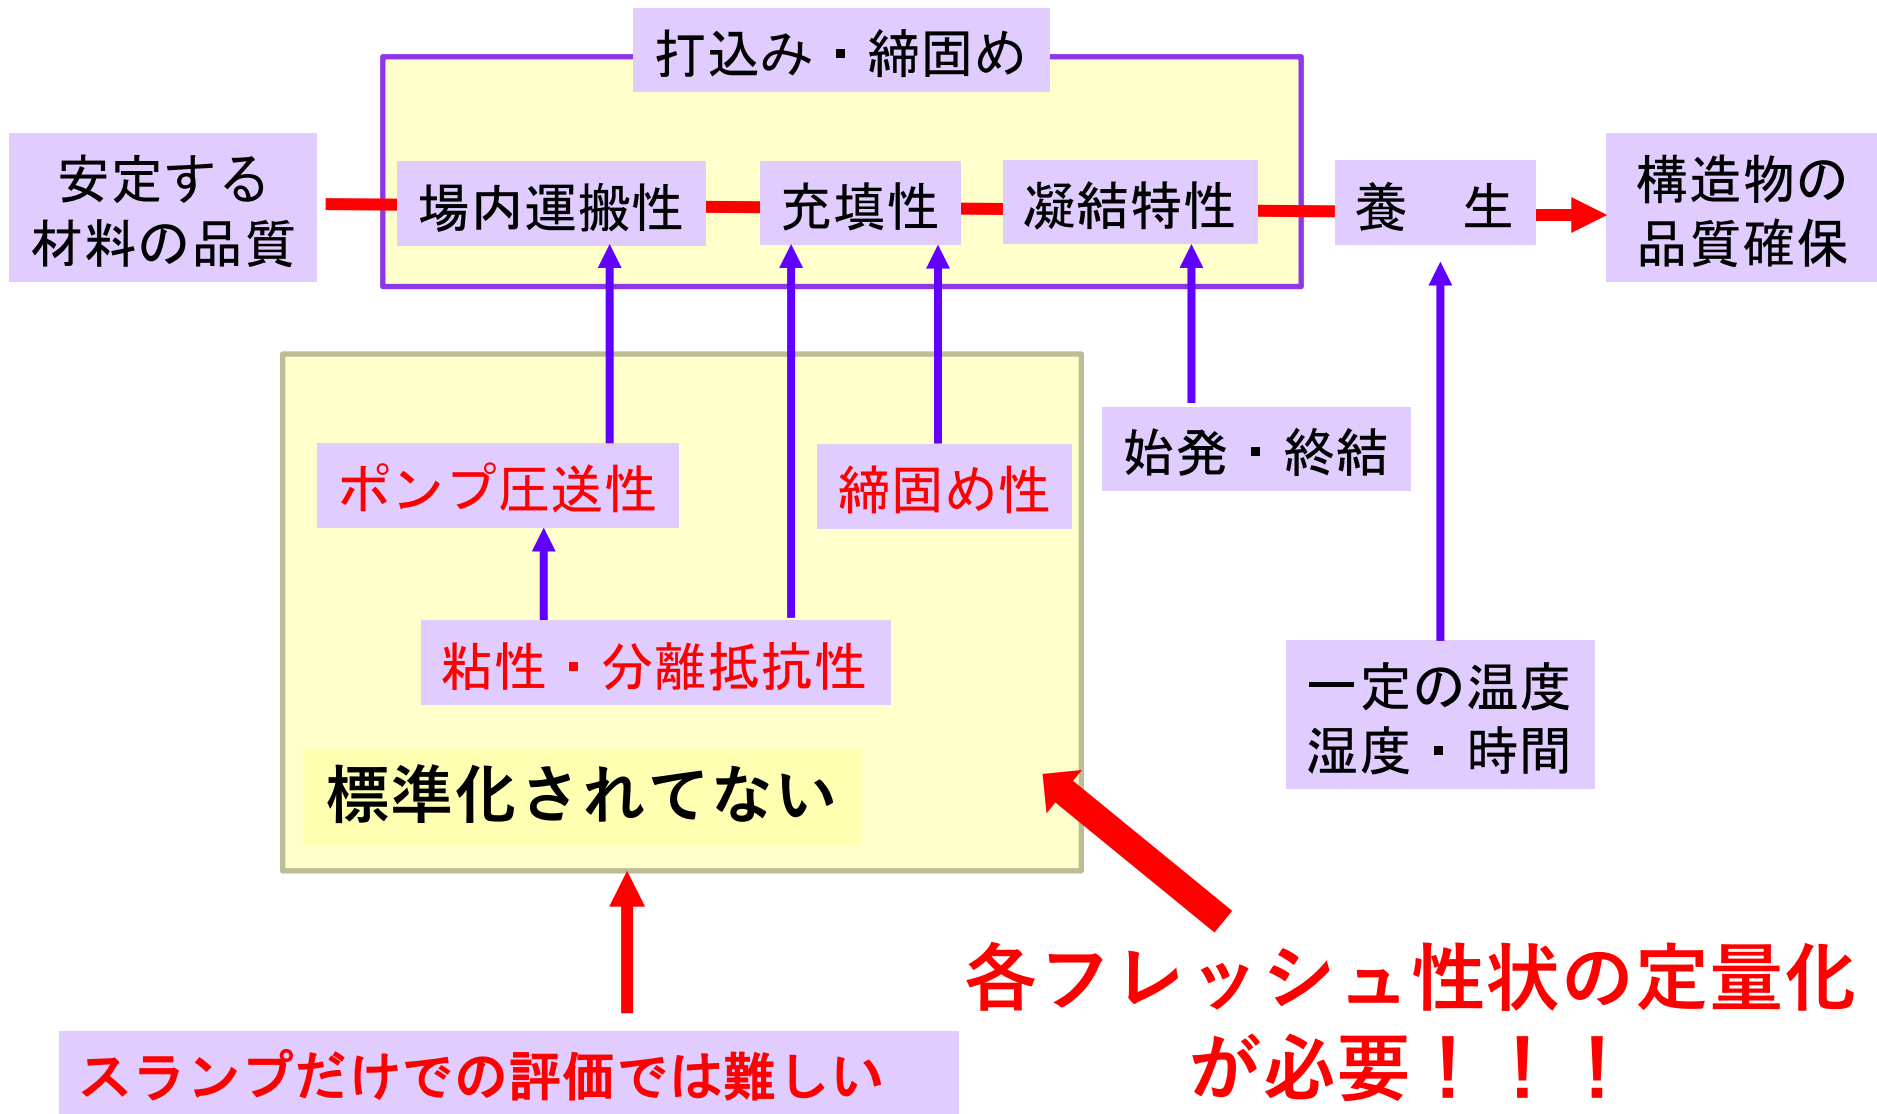 打込み・締固め
安定する
材料の品質
場内運搬性
充填性
凝結特性
養　生
構造物の
品質確保
ポンプ圧送性
締固め性
始発・終結
粘性・分離抵抗性
一定の温度
湿度・時間
標準化されてない
各フレッシュ性状の定量化
が必要！！！
スランプだけでの評価では難しい